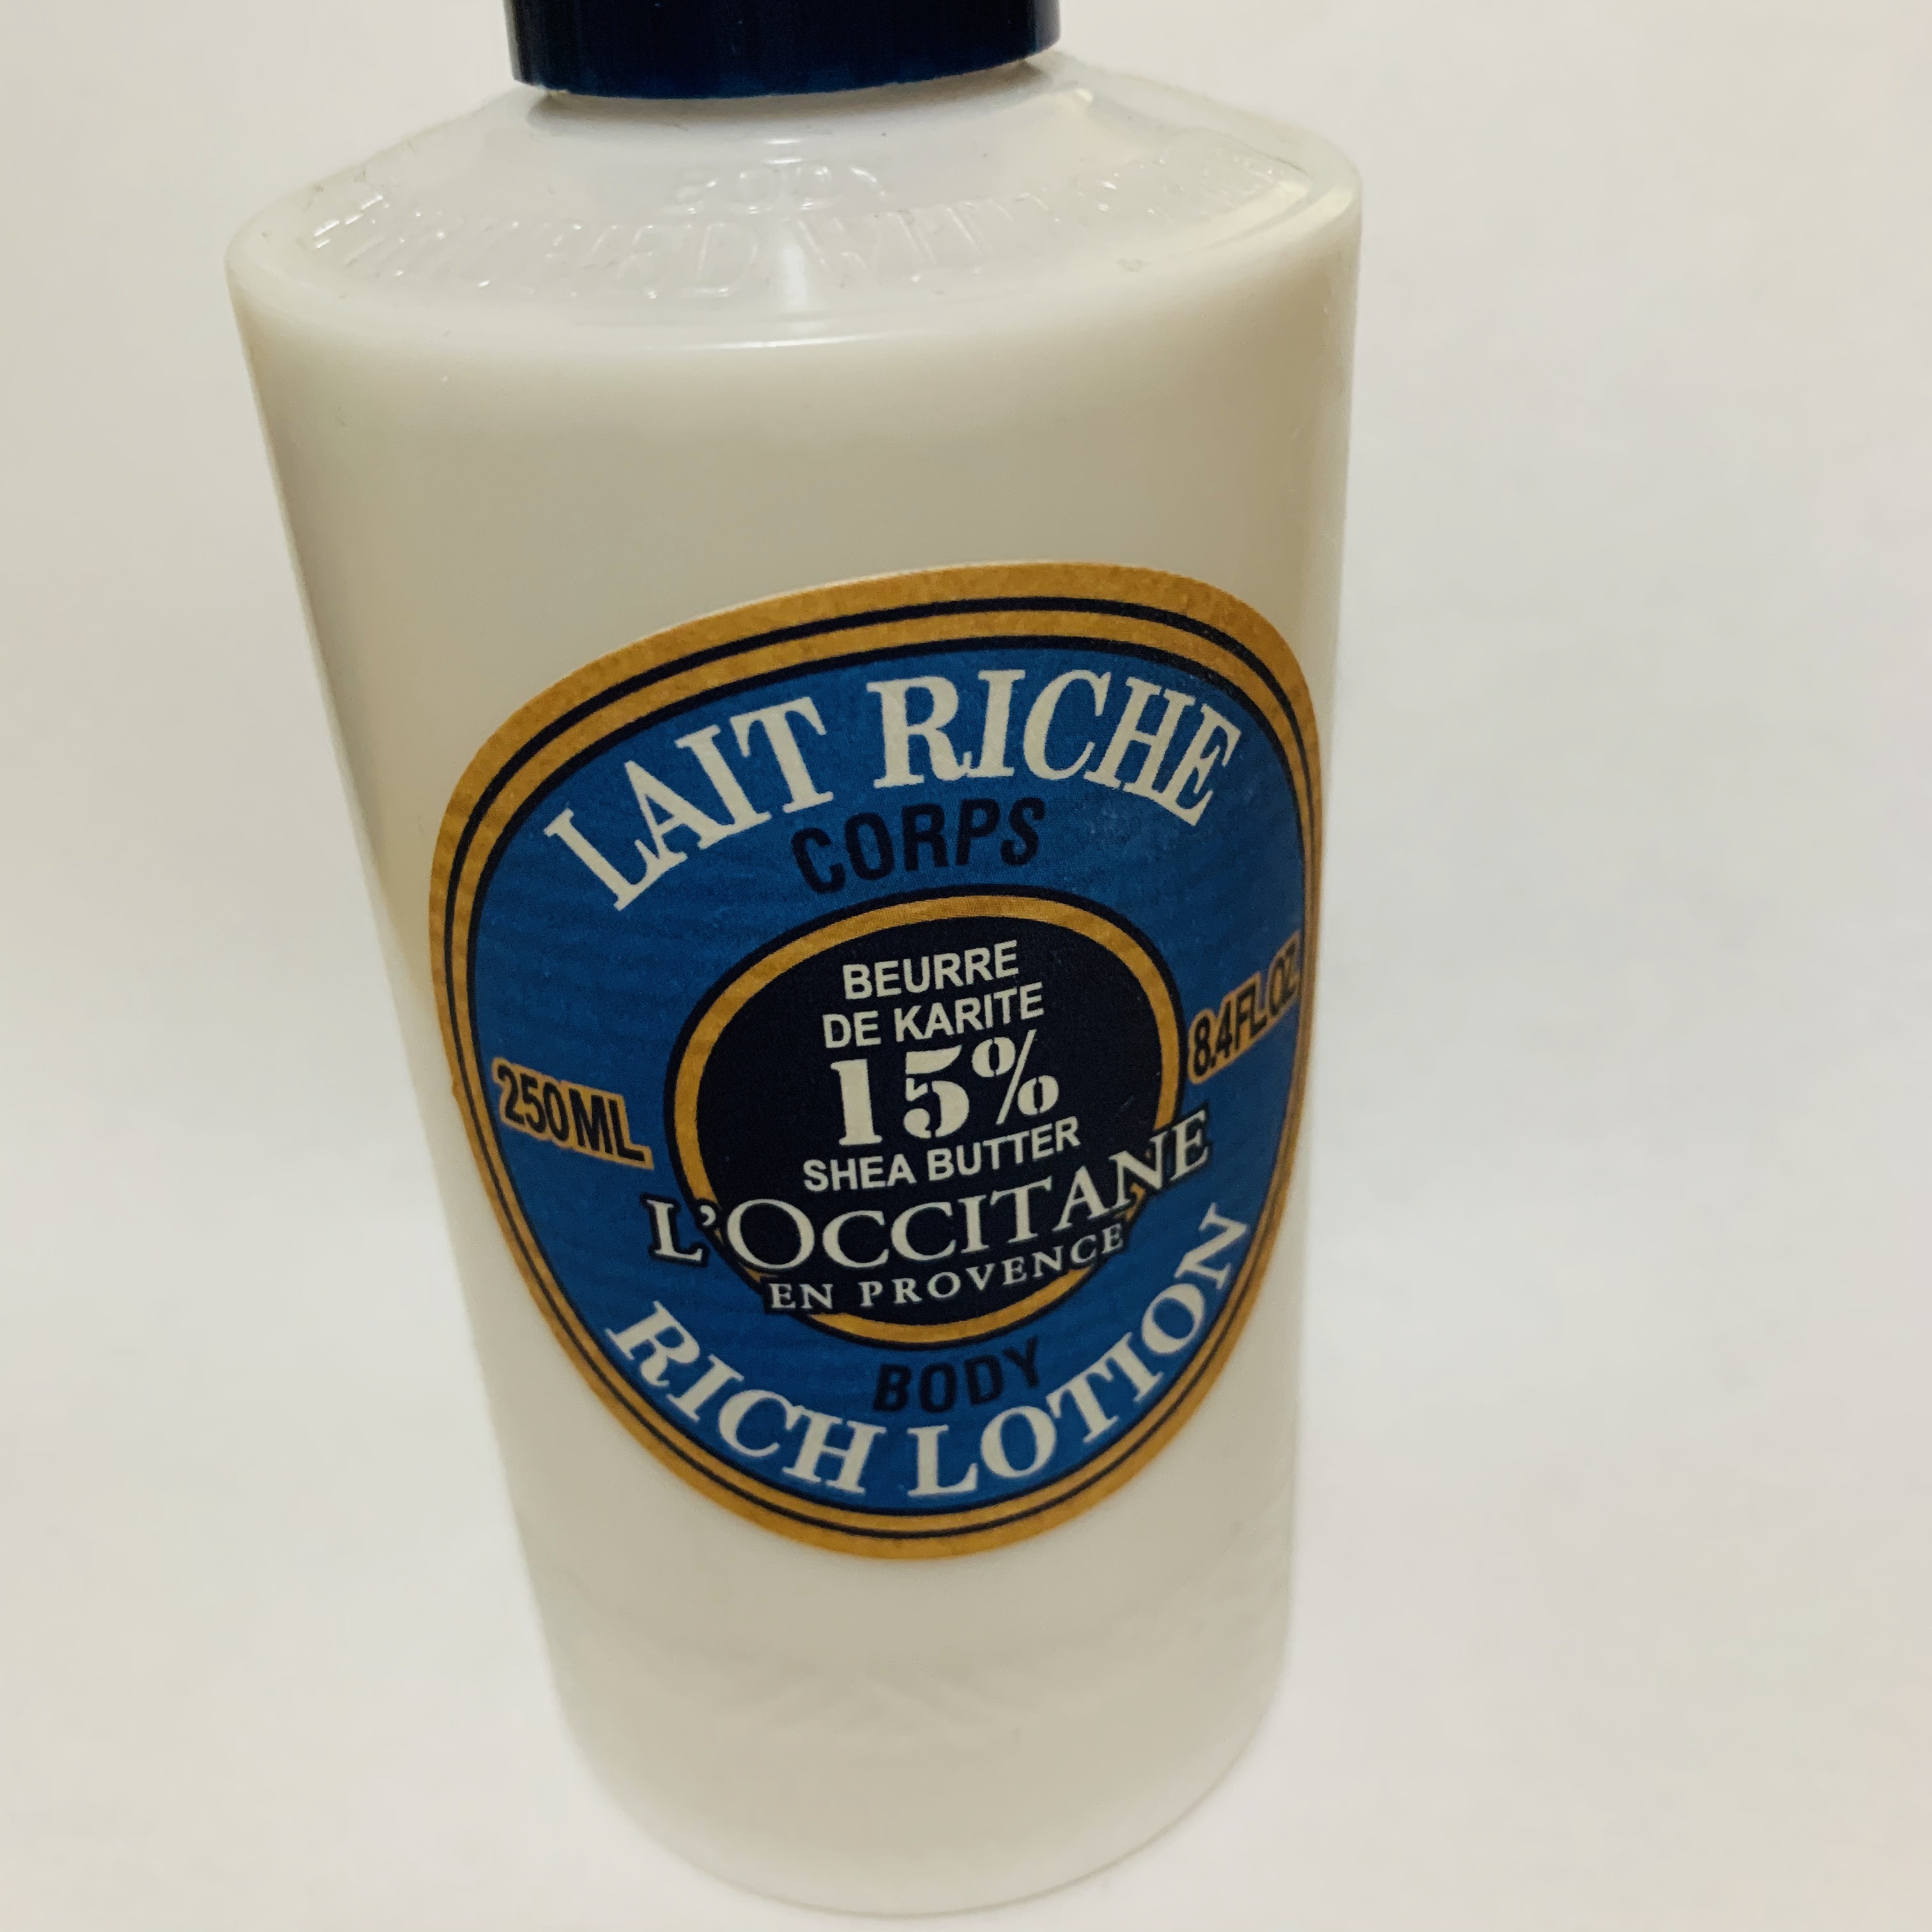 LAIT RICHE
CORPS
BEURRE
DE KARITE
15%
SHEA BUTTER
250ML
8.4FL.OZ.
L'OCCITANE
EN PROVENCE
BODY
RICH LOTION